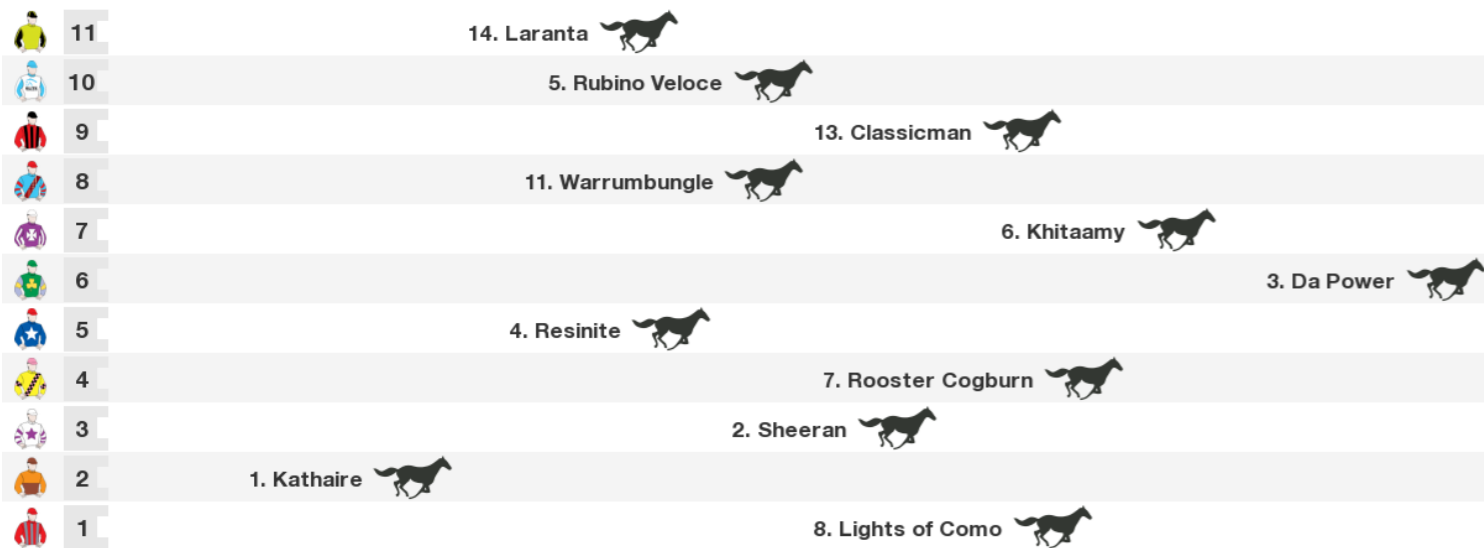 11 14. Laranta
10 5. Rubino Veloce
9 13. Classicman
8 11. Warrumbungle
7 6. Khitaamy
6 3. Da Power
5 4. Resinite
4 7. Rooster Cogburn
3 2. Sheeran
2 1. Kathaire
1 8. Lights of Como